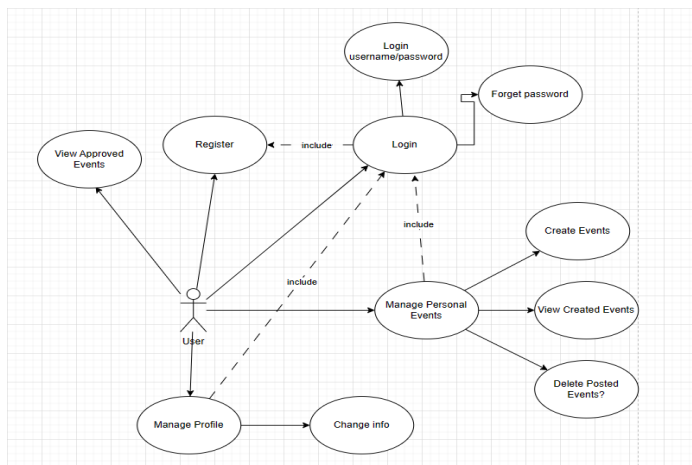 Login
username/password
Forget password
Register
include
Login
View Approved
Events
include
Create Events
include
Manage Personal
Events
View Created Events
User
Delete Posted
Events?
Manage Profile
Change info